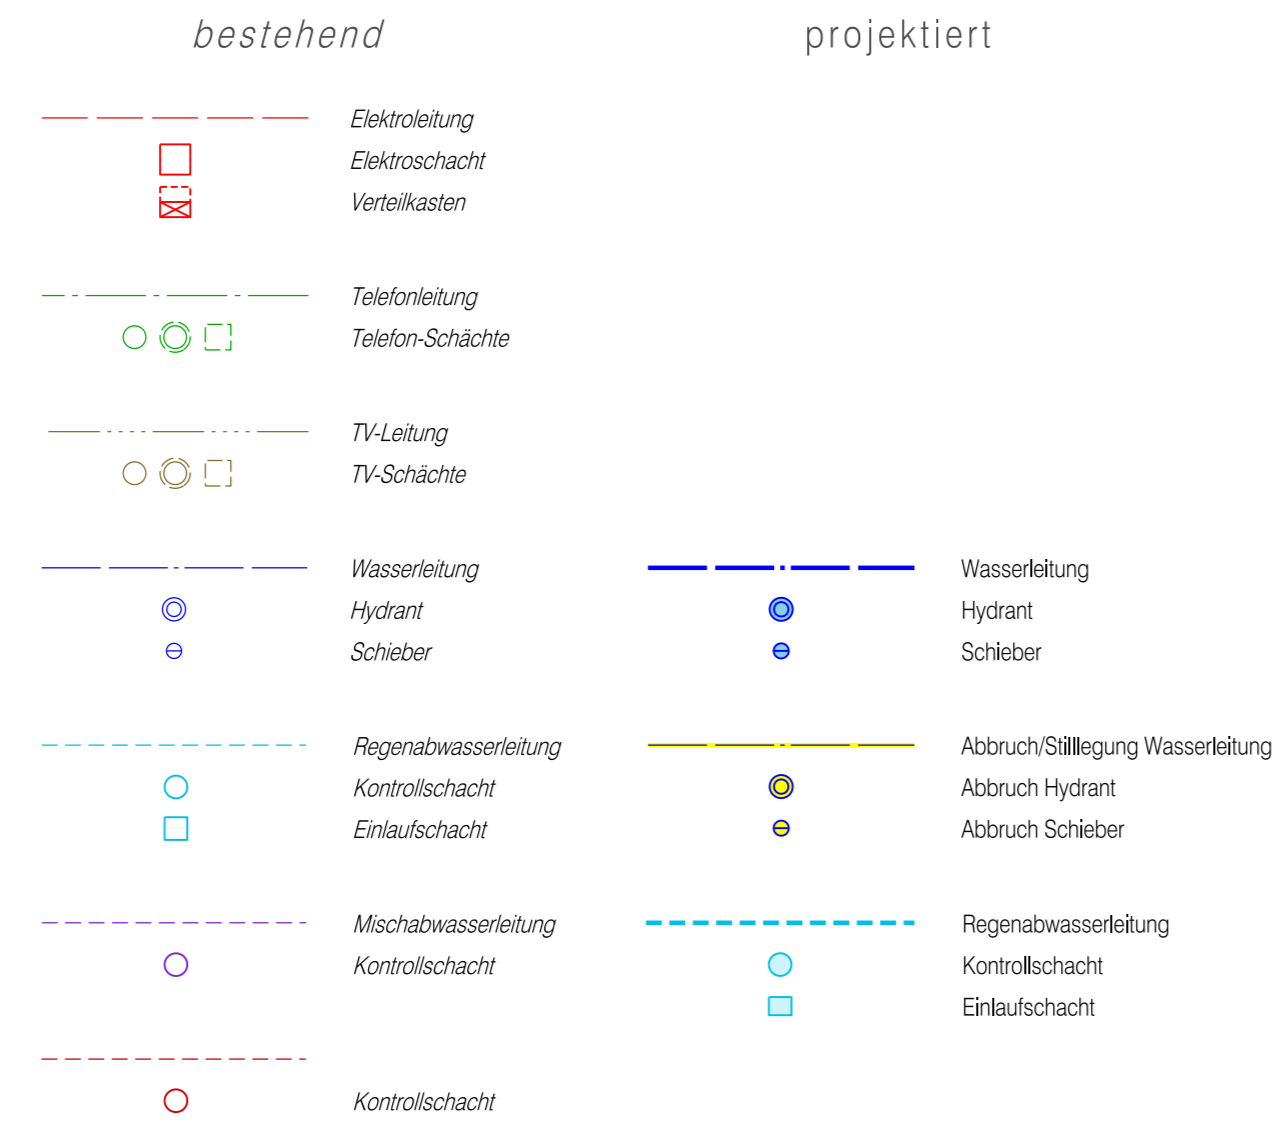 bestehend
projektiert
Elektroleitung
Elektroschacht
Verteilkasten
Telefonleitung
Telefon-Schächte
TV-Leitung
TV-Schächte
Wasserleitung
Hydrant
Schieber
Regenabwasserleitung
Kontrollschacht
Einlaufschacht
Mischabwasserleitung
Kontrollschacht
Kontrollschacht
Wasserleitung
Hydrant
Schieber
Abbruch/Stilllegung Wasserleitung
Abbruch Hydrant
Abbruch Schieber
Regenabwasserleitung
Kontrollschacht
Einlaufschacht